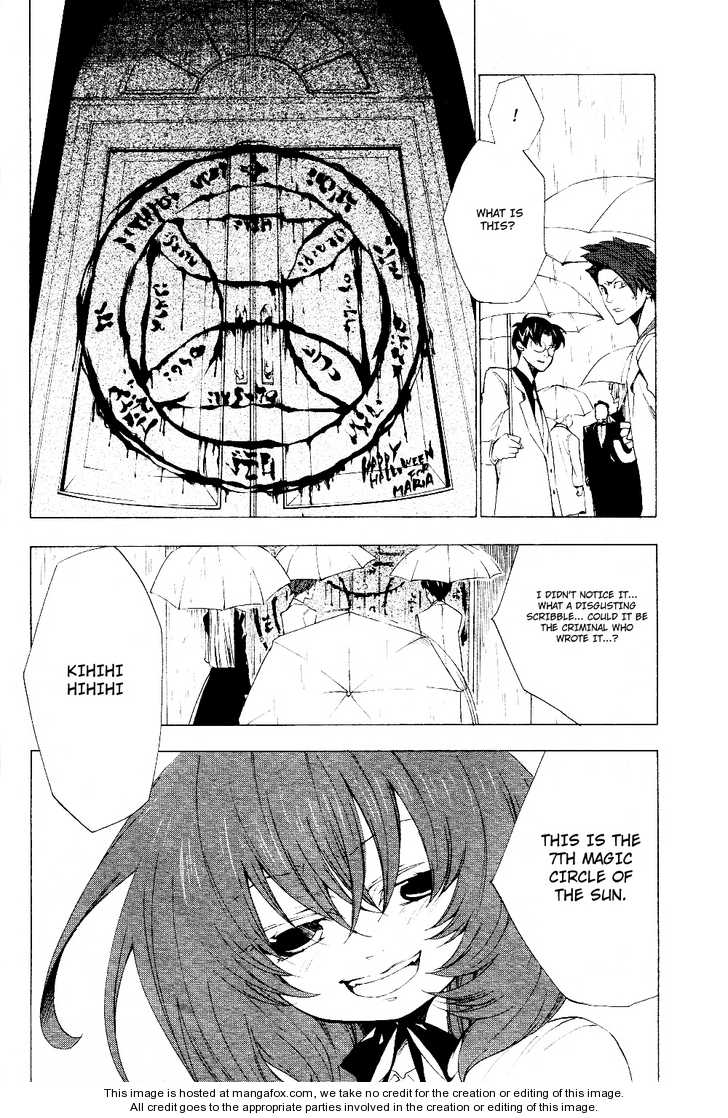 !
WHAT IS
THIS?
HAPPY
HALLOWEEN
FOR
MARIA
I DIDN'T NOTICE IT...
WHAT A DISGUSTING
SCRIBBLE... COULD IT BE
THE CRIMINAL WHO
WROTE IT...?
KIHIHI
HIHIHI
THIS IS THE
7TH MAGIC
CIRCLE OF
THE SUN.
This image is hosted at mangafox.com, we take no credit for the creation or editing of this image.
All credit goes to the appropriate parties involved in the creation or editing of this image.